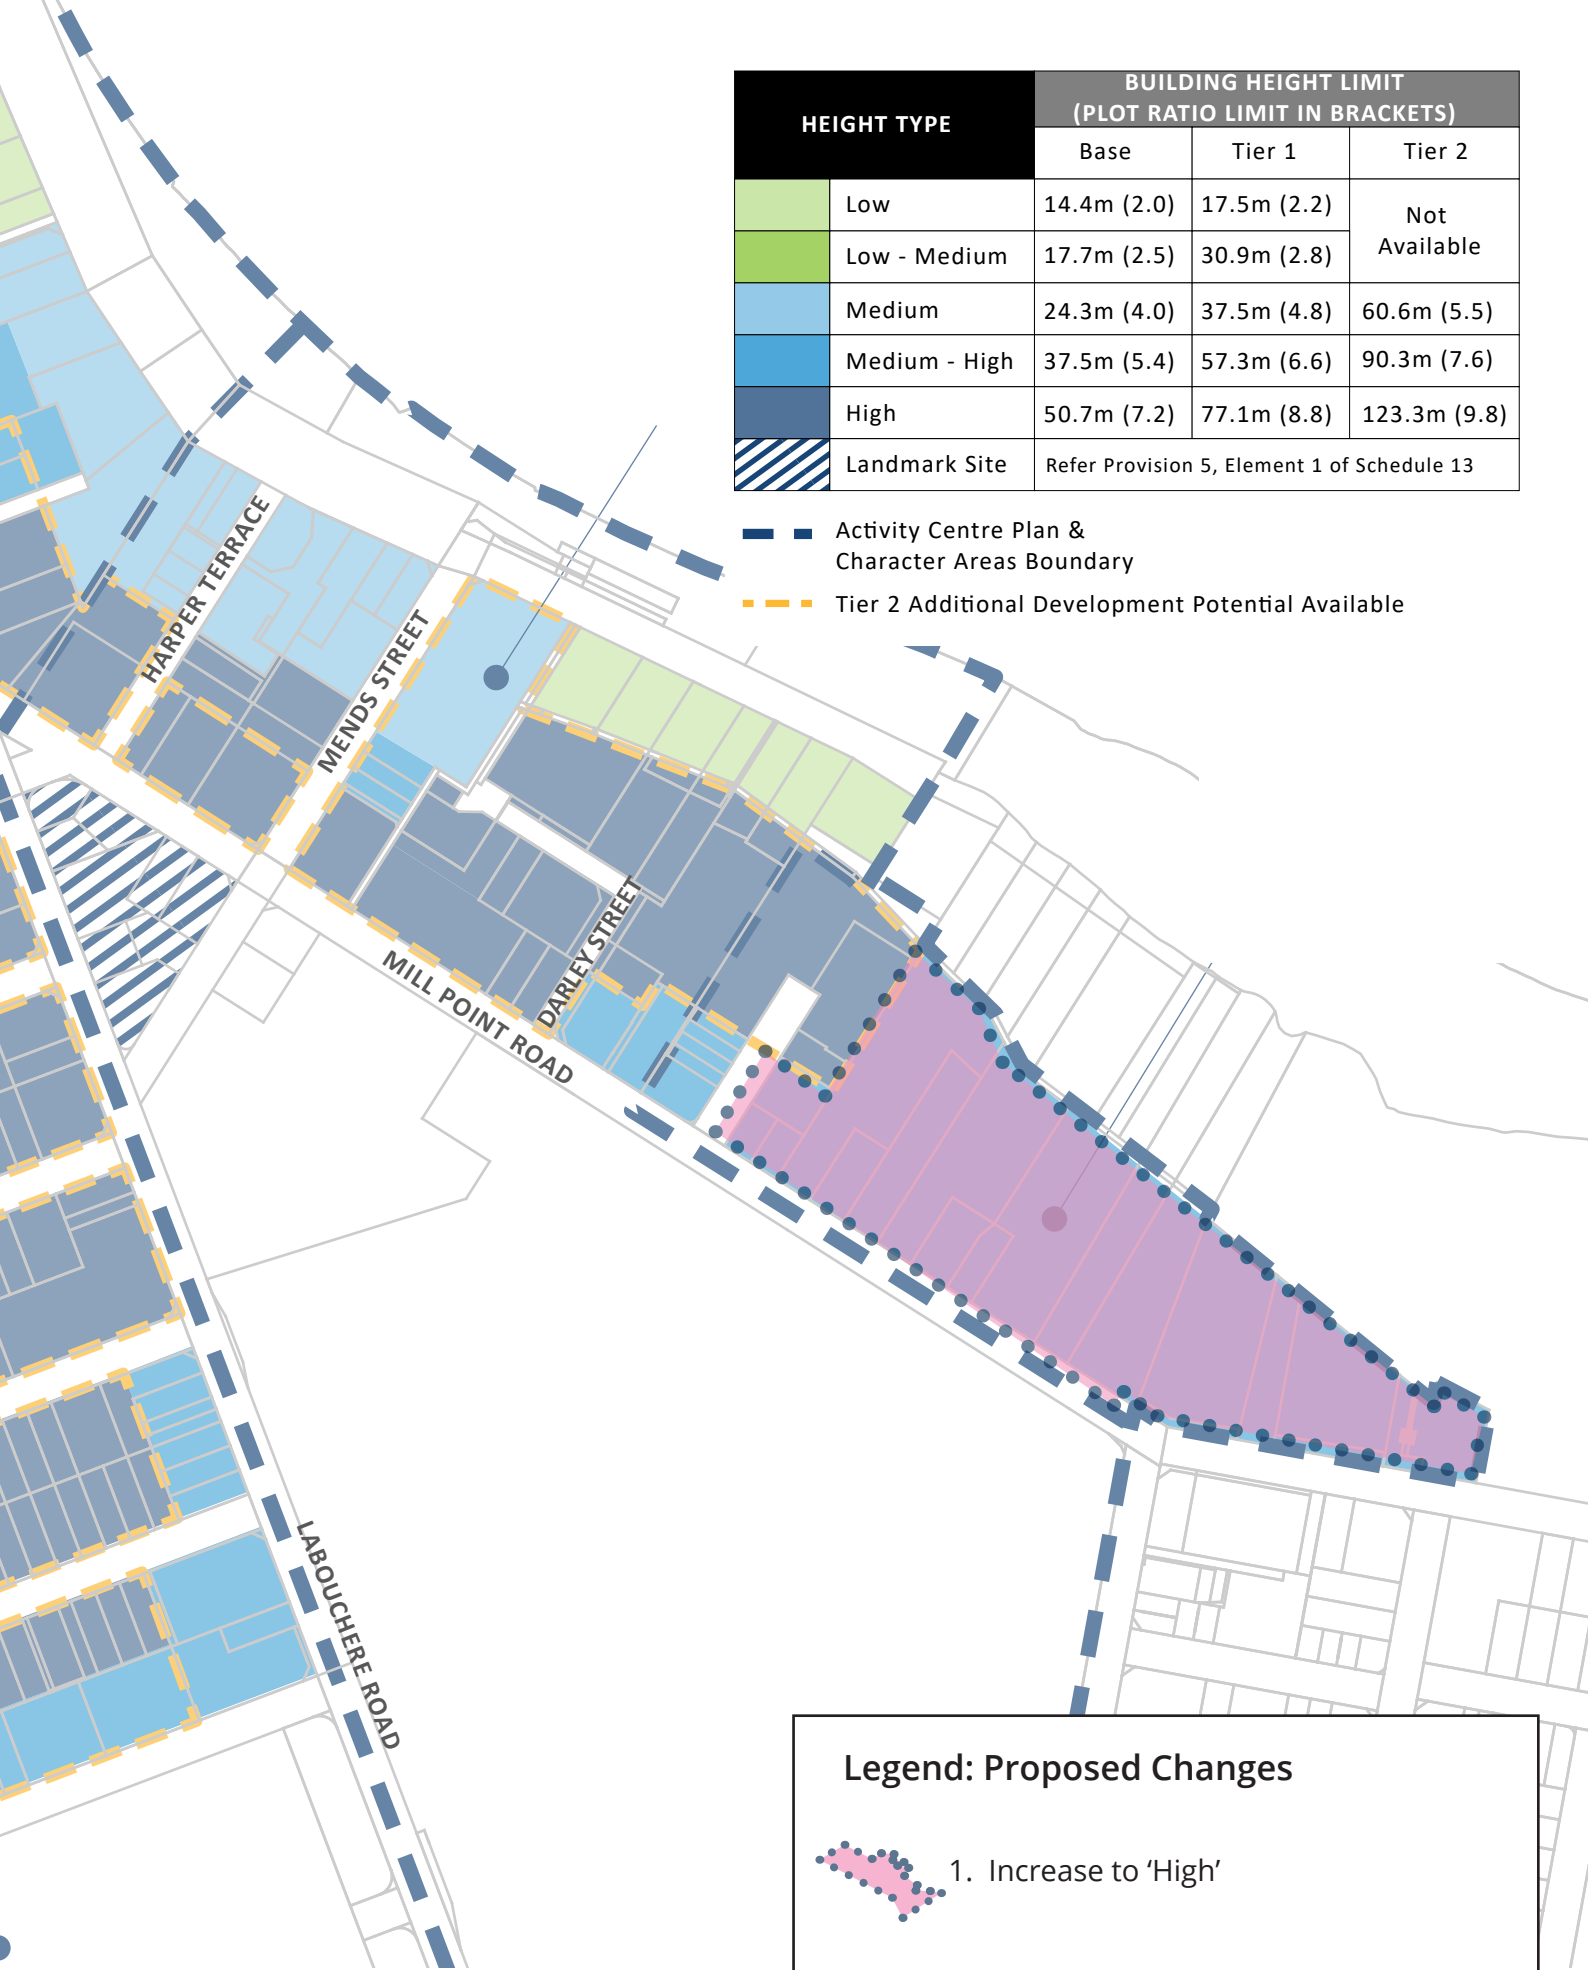 HEIGHT TYPE
BUILDING HEIGHT LIMIT
(PLOT RATIO LIMIT IN BRACKETS)
Base Tier 1 Tier 2
Low 14.4m (2.0) 17.5m (2.2)
Not
Available
Low - Medium 17.7m (2.5) 30.9m (2.8)
Medium 24.3m (4.0) 37.5m (4.8) 60.6m (5.5)
Medium - High 37.5m (5.4) 57.3m (6.6) 90.3m (7.6)
High 50.7m (7.2) 77.1m (8.8) 123.3m (9.8)
Landmark Site Refer Provision 5, Element 1 of Schedule 13
Activity Centre Plan &
Character Areas Boundary
Tier 2 Additional Development Potential Available
HARPER TERRACE
MENDS STREET
DARLEY STREET
MILL POINT ROAD
LABOUCHERE ROAD
Legend: Proposed Changes
1. Increase to ‘High’